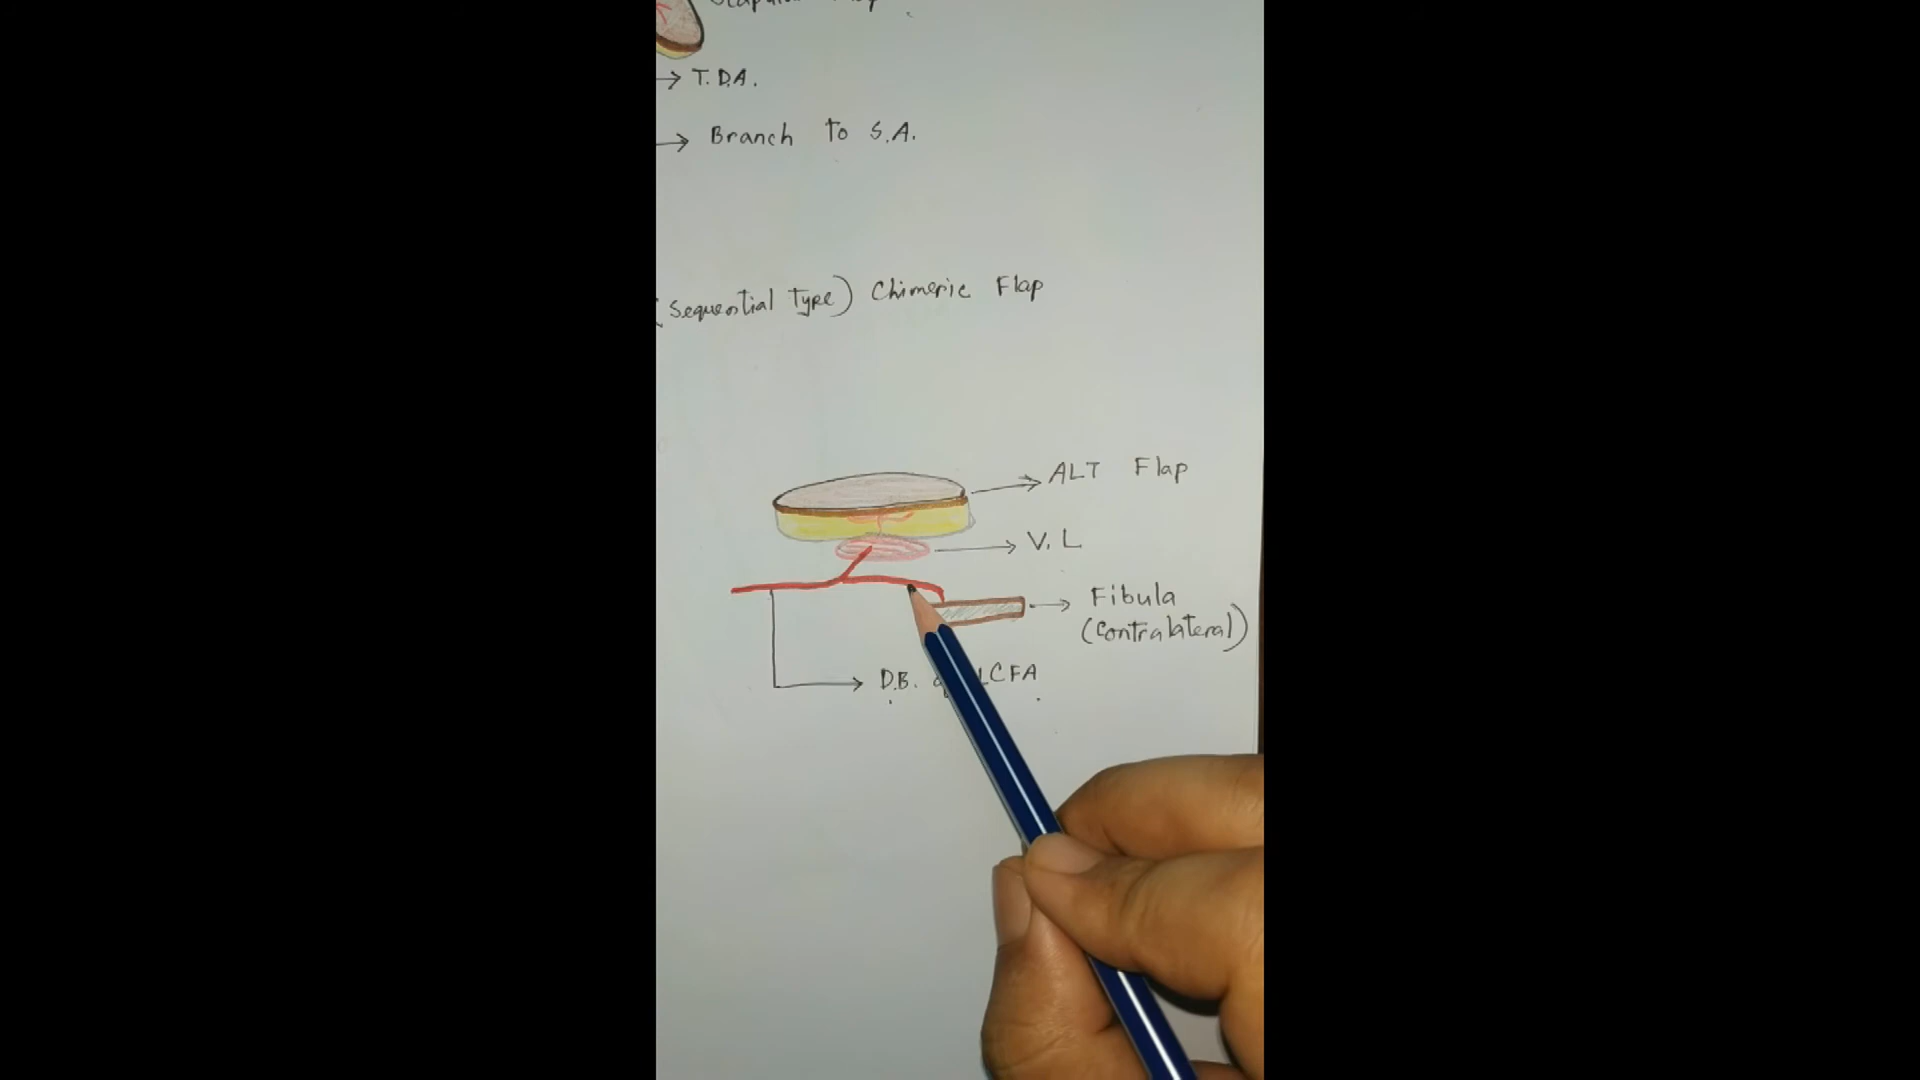 T.D.A.
Branch to S.A.
(Sequential Type) Chimeric Flap
ALT Flap
V.L
Fibula
(Contralateral)
D.B. LCFA